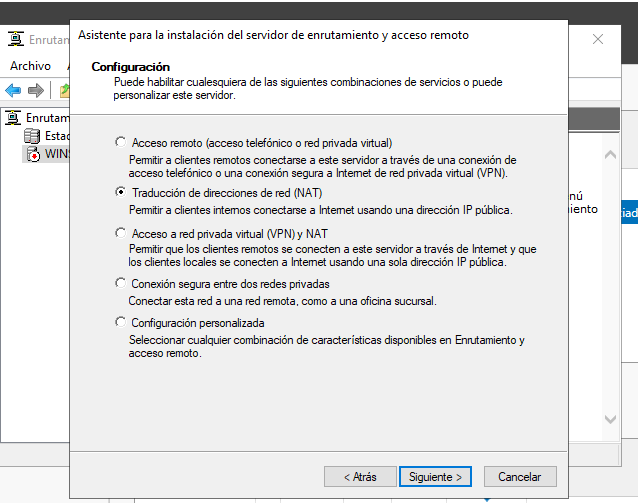 Asistente para la instalación del servidor de enrutamiento y acceso remoto
Enrutan
Archivo
Configuración
Puede habilitar cualesquiera de las siguientes combinaciones de servicios o puede
personalizar este servidor.
Enrutam
Estac
WINS
Acceso remoto (acceso telefónico o red privada virtual)
Permitir a clientes remotos conectarse a este servidor a través de una conexión de
acceso telefónico o una conexión segura a Internet de red privada virtual (VPN).
Traducción de direcciones de red (NAT)
Permitir a clientes internos conectarse a Internet usando una dirección IP pública.
nú
iento
iad
Acceso a red privada virtual (VPN) y NAT
Permitir que los clientes remotos se conecten a este servidor a través de Internet y que
los clientes locales se conecten a Internet usando una sola dirección IP pública.
Conexión segura entre dos redes privadas
Conectar esta red a una red remota, como a una oficina sucursal.
Configuración personalizada
Seleccionar cualquier combinación de características disponibles en Enrutamiento y
acceso remoto.
< Atrás
Siguiente >
Cancelar